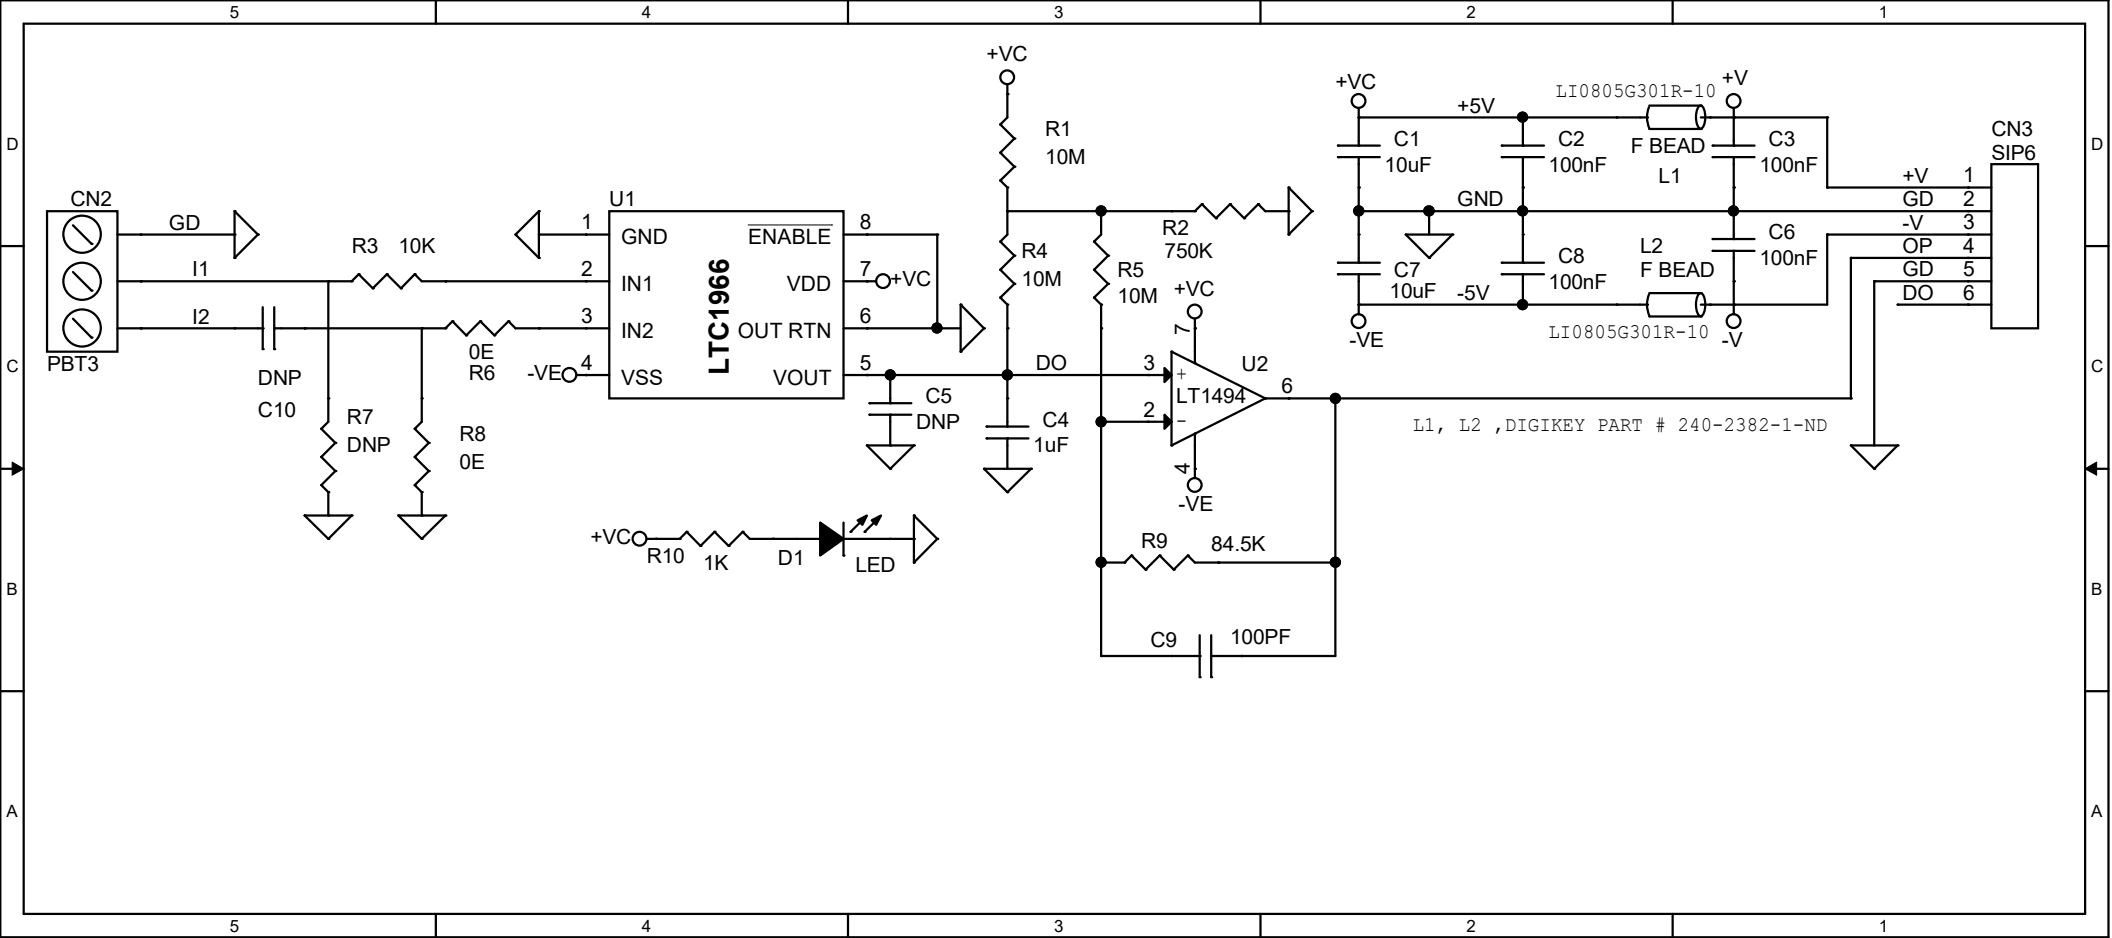 5 4 3 2 1
D
D
C
C
B
B
A
A
CN2
GD
I1
I2
PBT3
R3 10K
DNP
C10
0E
R6
R7
DNP
R8
0E
U1
1 GND
2 IN1
3 IN2
-VE 4 VSS
LTC1966
ENABLE 8
VDD 7 +VC
OUT RTN 6
VOUT 5
C5
DNP
+VC
R1
10M
R4
10M
R2
750K
R5
10M
DO
C4
1uF
+VC
7
3 +
2 −
LT1494
U2
6
4
-VE
R9 84.5K
C9 100PF
+VC
R10 1K D1 LED
+VC
+5V
LI0805G301R-10
+V
C1
10uF
C2
100nF
F BEAD
L1
C3
100nF
GND
C7
10uF
C8
100nF
L2
F BEAD
C6
100nF
-5V
-VE
LI0805G301R-10
-V
CN3
SIP6
+V 1
GD 2
-V 3
OP 4
GD 5
DO 6
L1, L2 ,DIGIKEY PART # 240-2382-1-ND
5 4 3 2 1